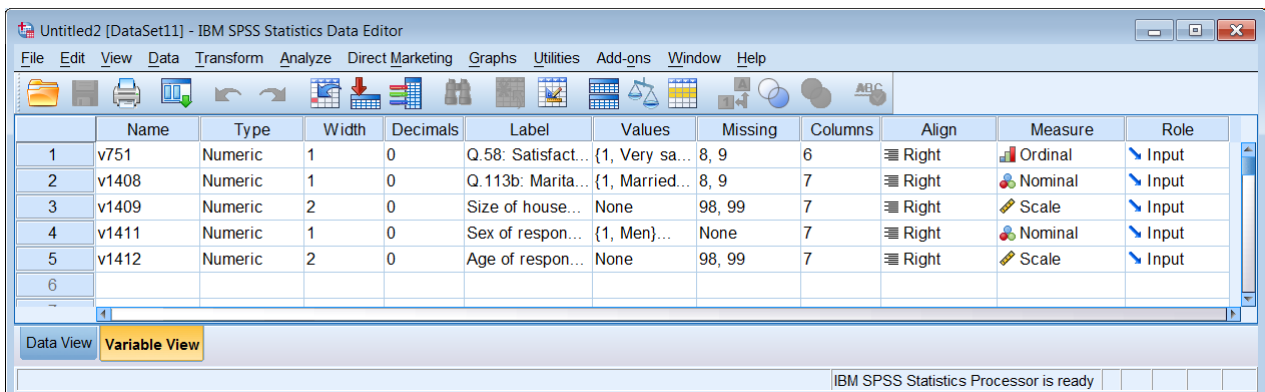 Untitled2 [DataSet11] - IBM SPSS Statistics Data Editor
File Edit View Data Transform Analyze Direct Marketing Graphs Utilities Add-ons Window Help
A
1
ABC
Name Type Width Decimals Label Values Missing Columns Align Measure Role
1 v751 Numeric 1 0 Q.58: Satisfact... {1, Very sa... 8, 9 6 Right Ordinal Input
2 v1408 Numeric 1 0 Q.113b: Marita... {1, Married... 8, 9 7 Right Nominal Input
3 v1409 Numeric 2 0 Size of house... None 98, 99 7 Right Scale Input
4 v1411 Numeric 1 0 Sex of respon... {1, Men}... None 7 Right Nominal Input
5 v1412 Numeric 2 0 Age of respon... None 98, 99 7 Right Scale Input
6
Data View Variable View
IBM SPSS Statistics Processor is ready